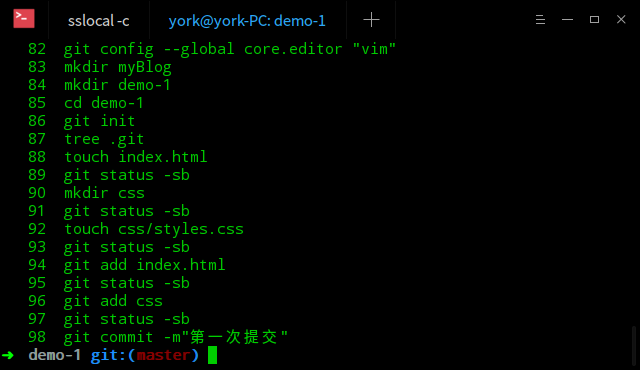 sslocal -c
york@york-PC: demo-1
82 git config --global core.editor "vim"
83 mkdir myBlog
84 mkdir demo-1
85 cd demo-1
86 git init
87 tree .git
88 touch index.html
89 git status -sb
90 mkdir css
91 git status -sb
92 touch css/styles.css
93 git status -sb
94 git add index.html
95 git status -sb
96 git add css
97 git status -sb
98 git commit -m"第一次提交"
➜ demo-1 git:(master)